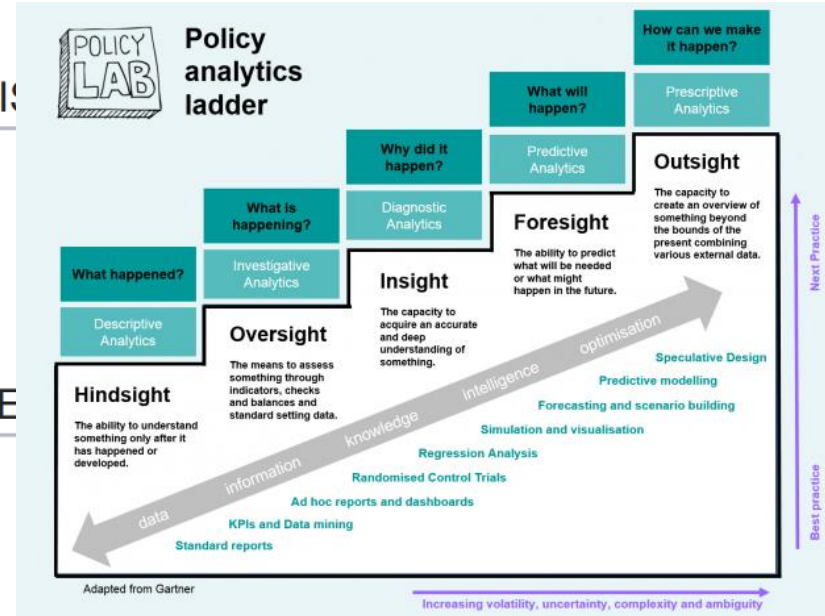 POLICY
LAB
Policy
analytics
ladder
How can we make
it happen?
Prescriptive
Analytics
Outsight
The capacity to
create an overview of
something beyond
the bounds of the
present combining
various external data.
What will
happen?
Predictive
Analytics
Foresight
The ability to predict
what will be needed
or what might
happen in the future.
Why did it
happen?
Diagnostic
Analytics
Insight
The capacity to
acquire an accurate
and deep
understanding of
something.
What is
happening?
Investigative
Analytics
Oversight
The means to assess
something through
indicators, checks
and balances and
standard setting data.
What happened?
Descriptive
Analytics
Hindsight
The ability to understand
something only after it
has happened or
developed.
data
information
knowledge
intelligence
optimisation
Speculative Design
Predictive modelling
Forecasting and scenario building
Simulation and visualisation
Regression Analysis
Randomised Control Trials
Ad hoc reports and dashboards
KPIs and Data mining
Standard reports
Next Practice
Best practice
Adapted from Gartner
Increasing volatility, uncertainty, complexity and ambiguity